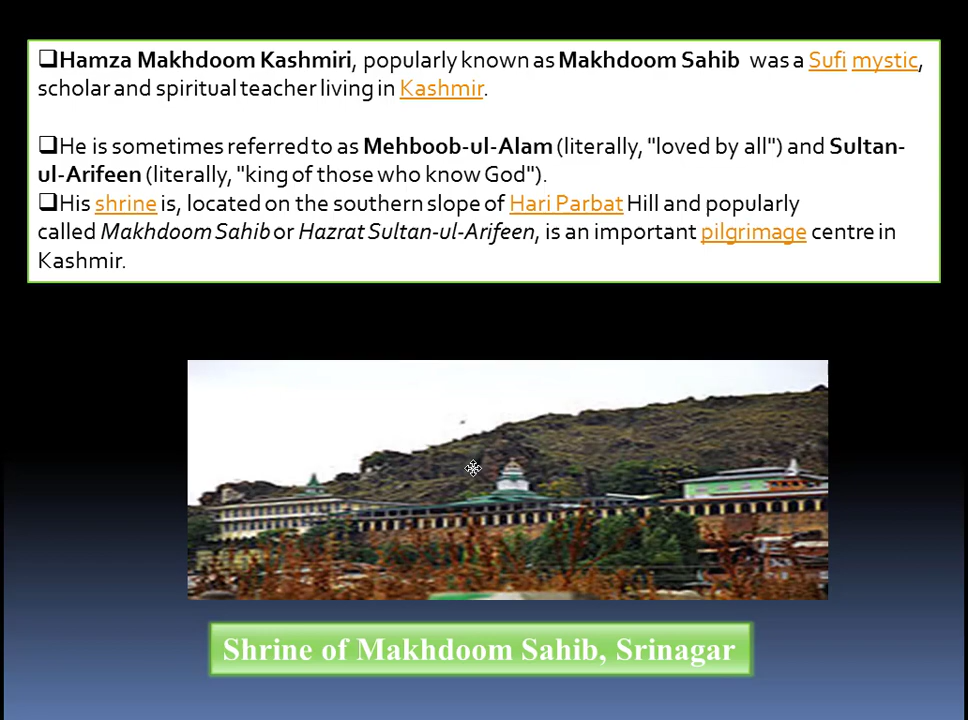 ❑Hamza Makhdoom Kashmiri, popularly known as Makhdoom Sahib was a Sufi mystic,
scholar and spiritual teacher living in Kashmir.
❑He is sometimes referred to as Mehboob-ul-Alam (literally, "loved by all") and Sultan-
ul-Arifeen (literally, "king of those who know God").
❑His shrine is, located on the southern slope of Hari Parbat Hill and popularly
called Makhdoom Sahib or Hazrat Sultan-ul-Arifeen, is an important pilgrimage centre in
Kashmir.
Shrine of Makhdoom Sahib, Srinagar